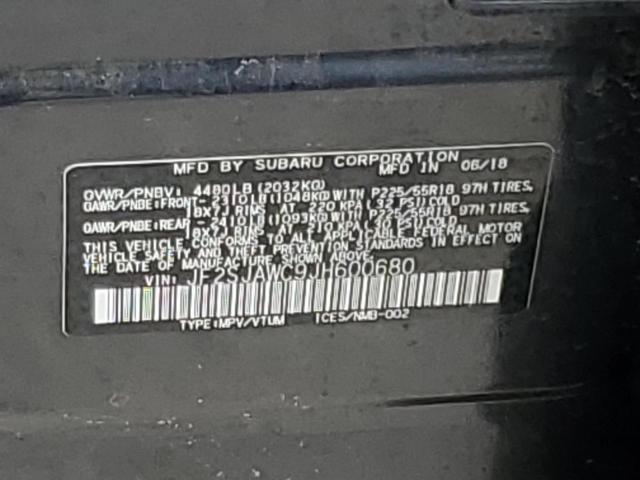 MFD BY SUBARU CORPORATION
MFD IN 06/18
GVWR/PNBV: 4480LB(2032KG)
GAWR/PNBE:FRONT-2310LB(1048KG)WITH P225/55R18 97H TIRES,
18X7J RIMS AT 220 KPA(32 PSI)COLD
GAWR/PNBE:REAR -2410LB(1093KG)WITH P225/55R18 97H TIRES,
18X7J RIMS AT 210 KPA PSI)COLD
THIS VEHICLE CONFORMS TO ALL APPLICABLE FEDERAL MOTOR
VEHICLE SAFETY AND THEFT PREVENTION STANDARDS IN EFFECT ON
THE DATE OF MANUFACTURE SHOWN ABOVE.
VIN: JF2SJAWC9JH600680
TYPE:MPV/VTUM ICES/NMB-002